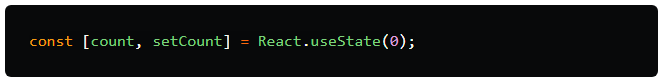 const [count, setCount] = React.useState(0);